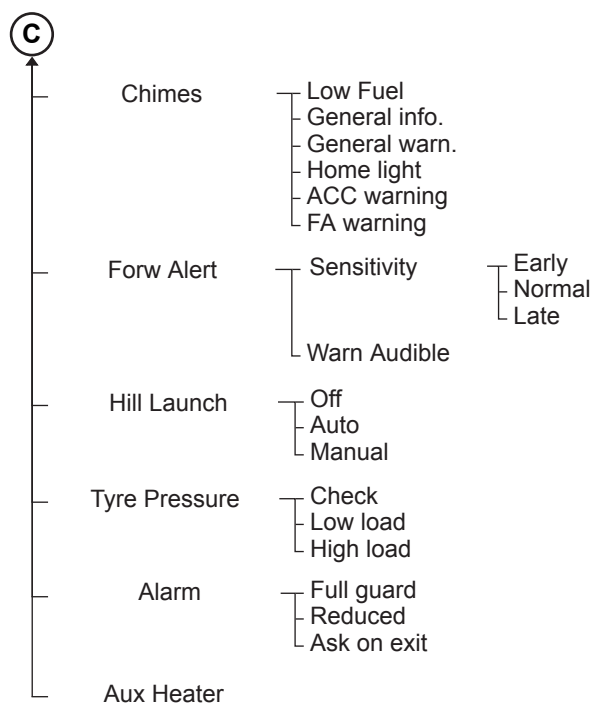 C
Chimes
Low Fuel
General info.
General warn.
Home light
ACC warning
FA warning
Forw Alert
Sensitivity
Early
Normal
Late
Warn Audible
Hill Launch
Off
Auto
Manual
Tyre Pressure
Check
Low load
High load
Alarm
Full guard
Reduced
Ask on exit
Aux Heater